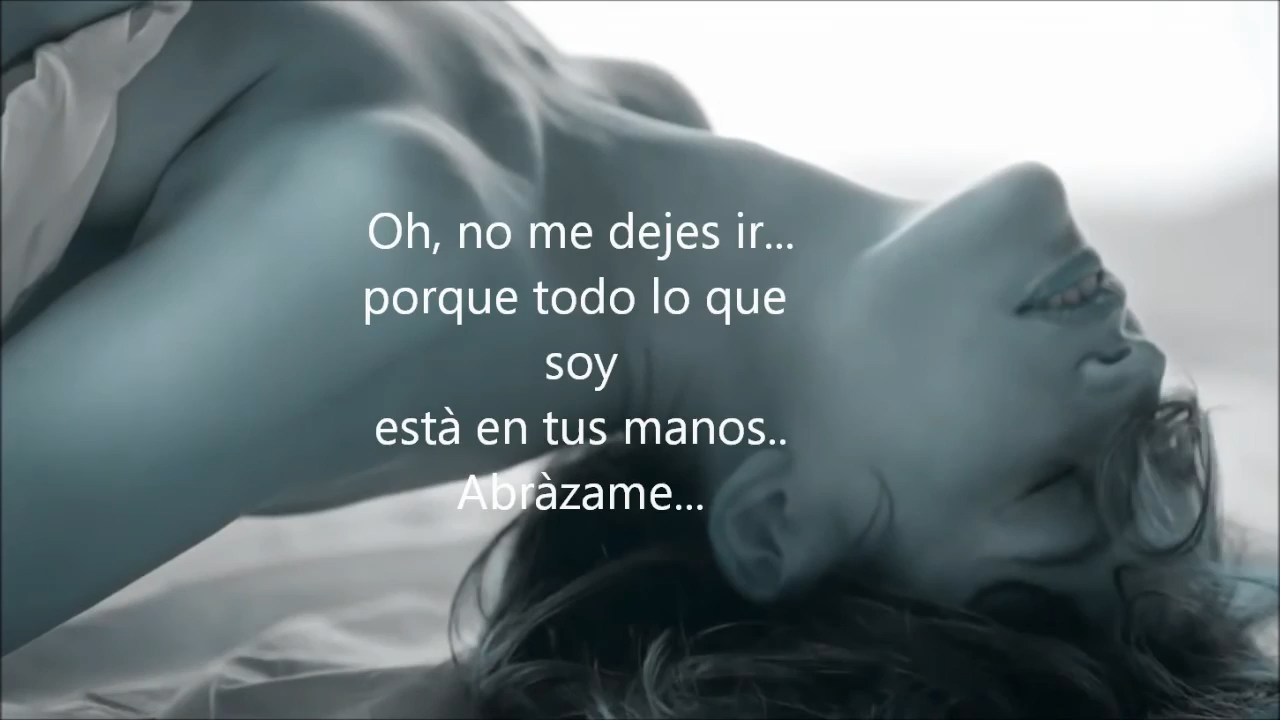 Oh, no me dejes ir...
porque todo lo que
soy
està en tus manos..
Abràzame...